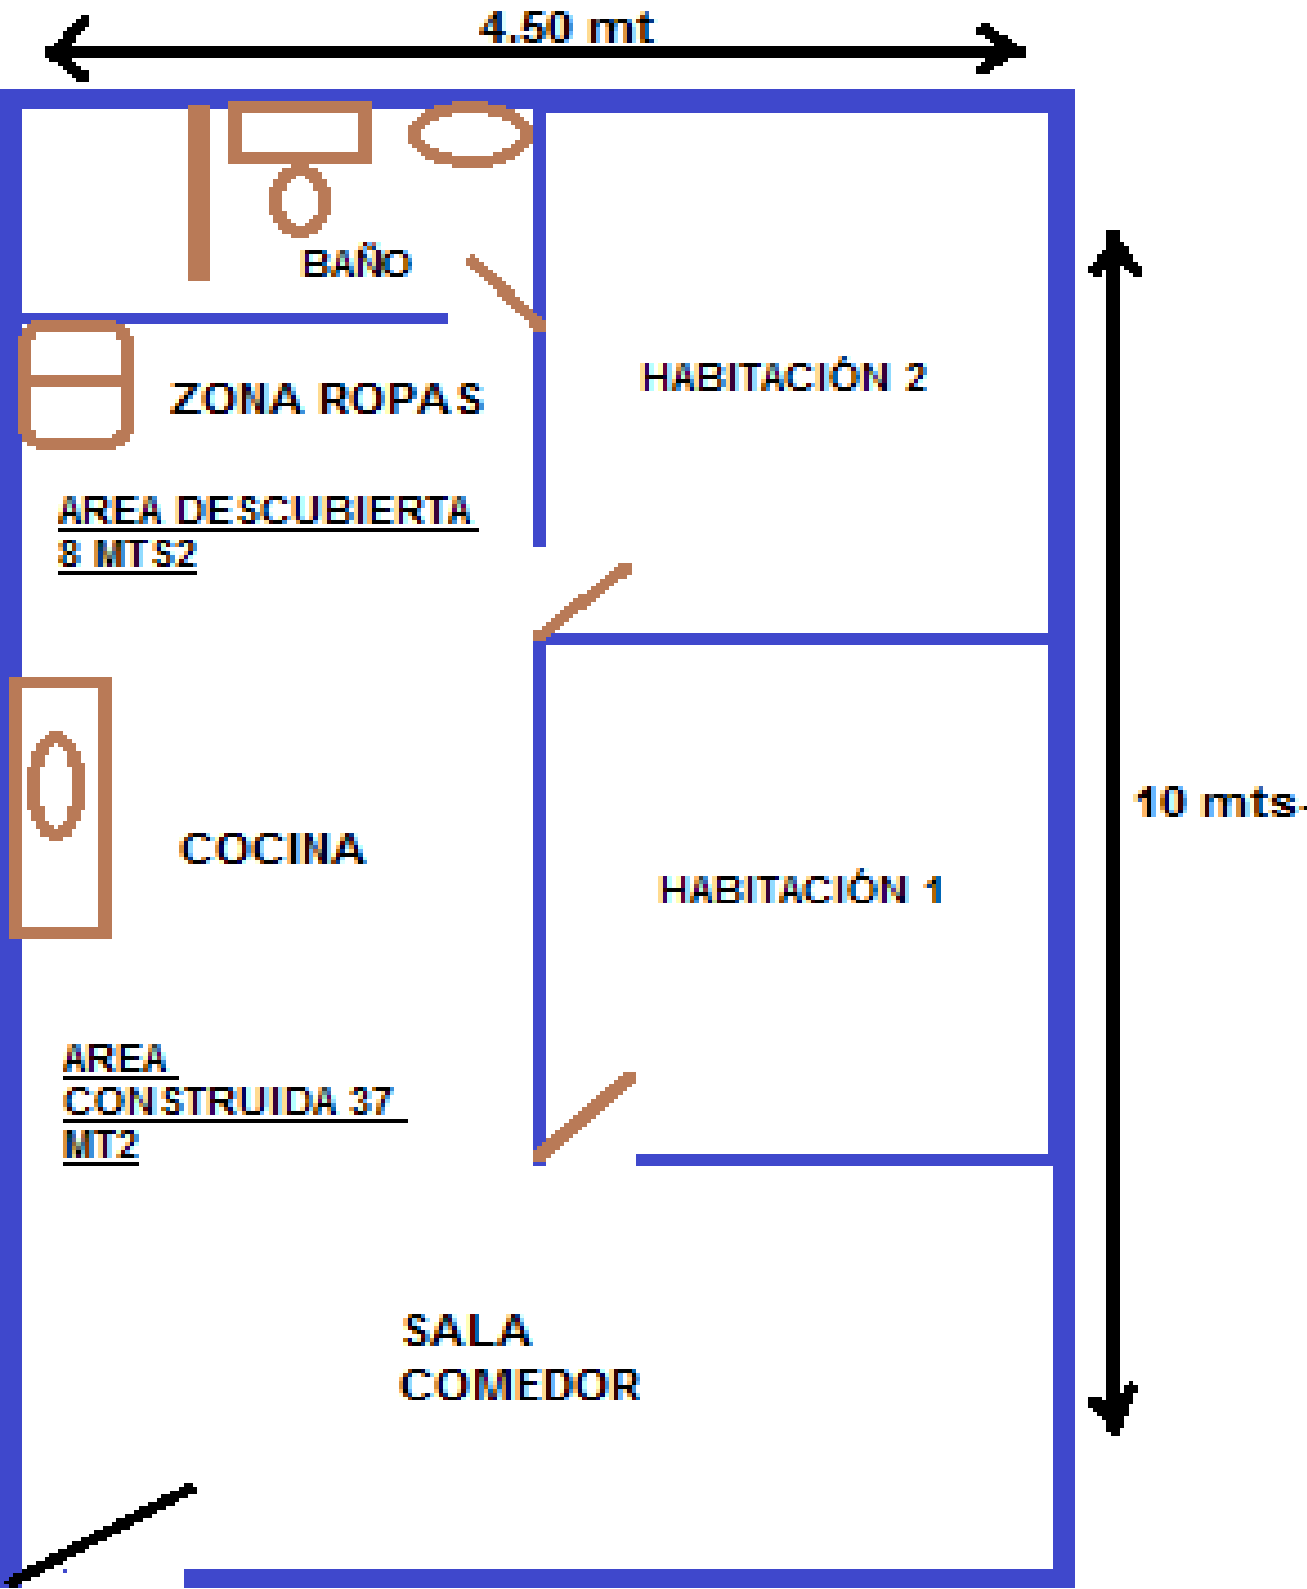 4.50 mt
BAÑO
HABITACIÓN 2
ZONA ROPAS
AREA DESCUBIERTA
8 MTS2
10 mts.
COCINA
HABITACIÓN 1
AREA
CONSTRUIDA 37
MT2
SALA
COMEDOR